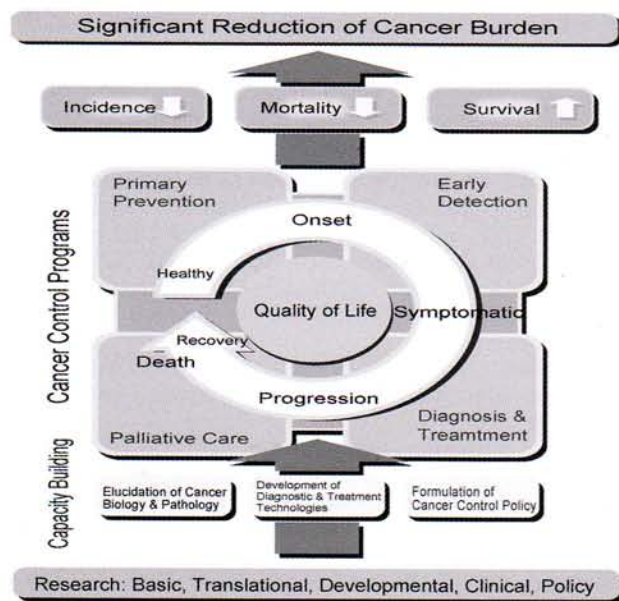 Significant Reduction of Cancer Burden
Incidence
Mortality
Survival
Cancer Control Programs
Primary
Prevention
Early
Detection
Onset
Healthy
Quality of Life
Symptomatic
Recovery
Death
Progression
Palliative Care
Diagnosis &
Treamtment
Capacity Building
Elucidation of Cancer
Biology & Pathology
Development of
Diagnostic & Treatment
Technologies
Formulation of
Cancer Control Policy
Research: Basic, Translational, Developmental, Clinical, Policy